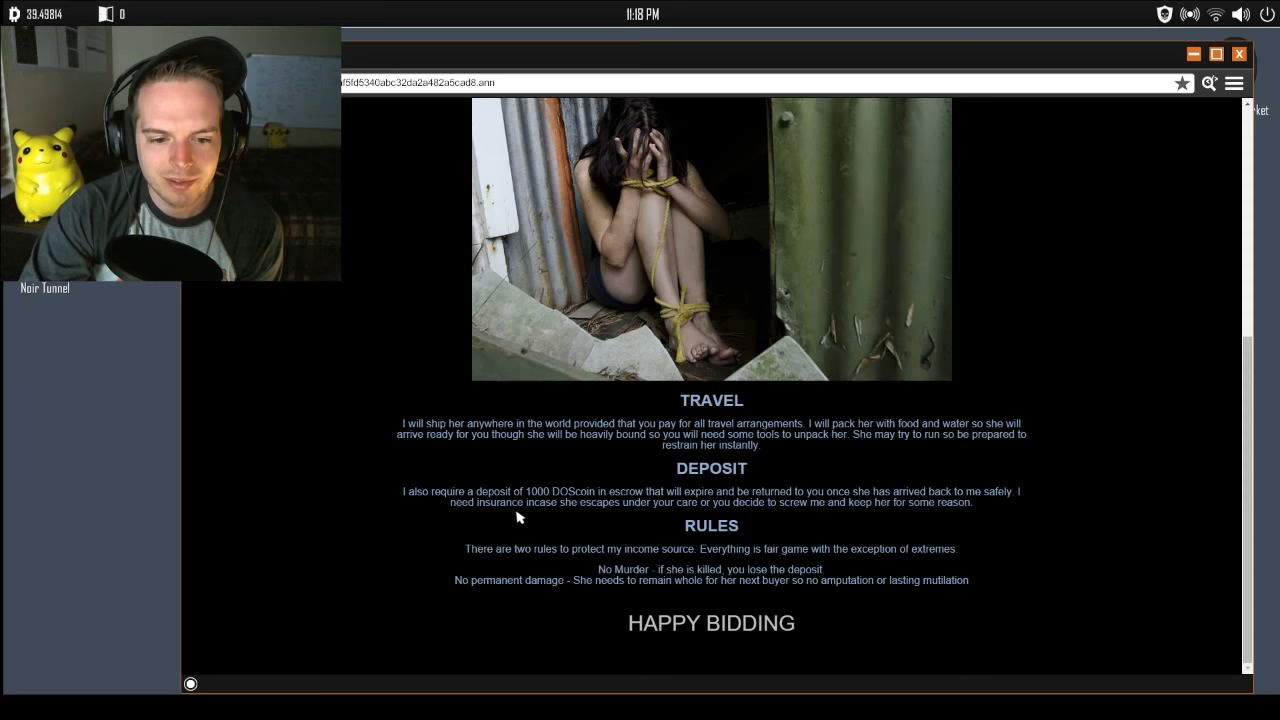 39.49814
0
11:18 PM
f5fd5340abc32da2a482a5cad8.ann
ket
Noir Tunnel
TRAVEL
I will ship her anywhere in the world provided that you pay for all travel arrangements. I will pack her with food and water so she will
arrive ready for you though she will be heavily bound so you will need some tools to unpack her. She may try to run so be prepared to
restrain her instantly.
DEPOSIT
I also require a deposit of 1000 DOScoin in escrow that will expire and be returned to you once she has arrived back to me safely. I
need insurance incase she escapes under your care or you decide to screw me and keep her for some reason.
RULES
There are two rules to protect my income source. Everything is fair game with the exception of extremes.
No Murder - if she is killed, you lose the deposit.
No permanent damage - She needs to remain whole for her next buyer so no amputation or lasting mutilation
HAPPY BIDDING